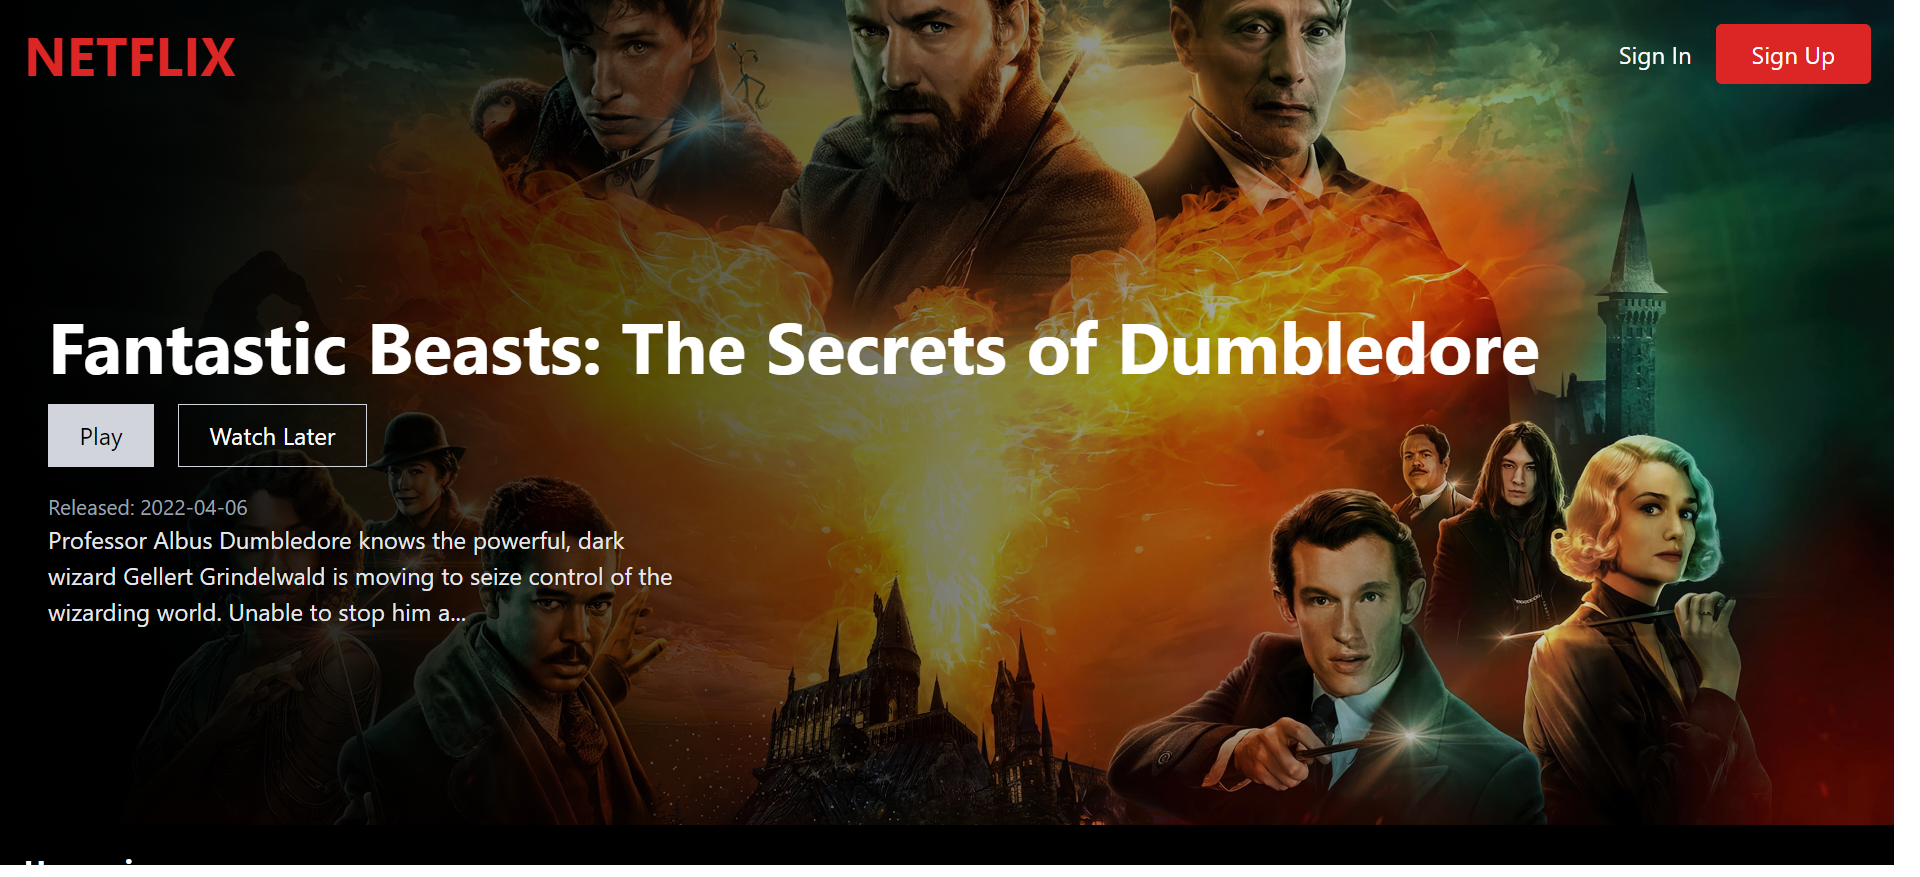 NETFLIX
Sign In
Sign Up
Fantastic Beasts: The Secrets of Dumbledore
Play
Watch Later
Released: 2022-04-06
Professor Albus Dumbledore knows the powerful, dark
wizard Gellert Grindelwald is moving to seize control of the
wizarding world. Unable to stop him a...